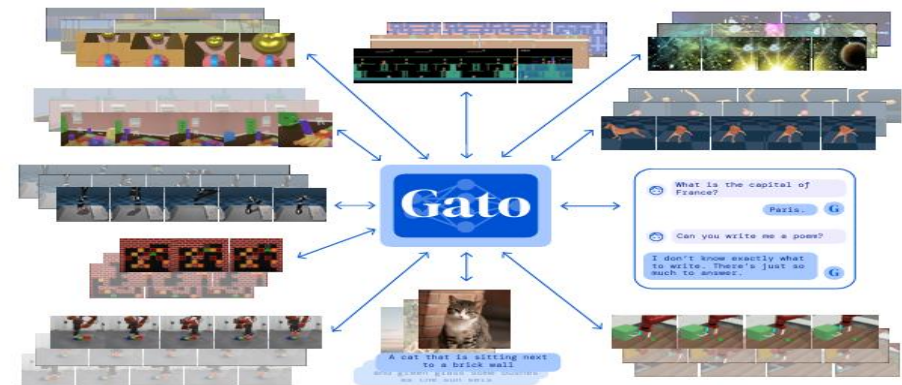 Gato
What is the capital of
France?
Paris.
G
Can you write me a poem?
I don't know exactly what
to write. There's just so
much to answer.
G
A cat that is sitting next
to a brick wall